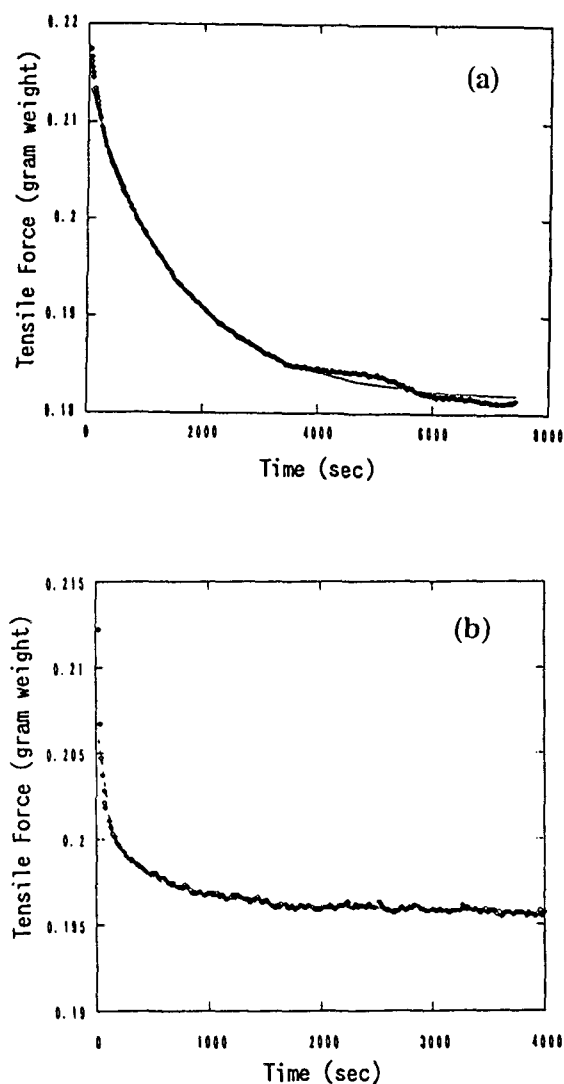 0.22
(a)
0.21
0.2
0.19
0.18
Tensile Force (gram weight)
0 2000 4000 6000 8000
Time (sec)
0.215
(b)
0.21
0.205
0.2
0.195
0.19
Tensile Force (gram weight)
0 1000 2000 3000 4000
Time (sec)